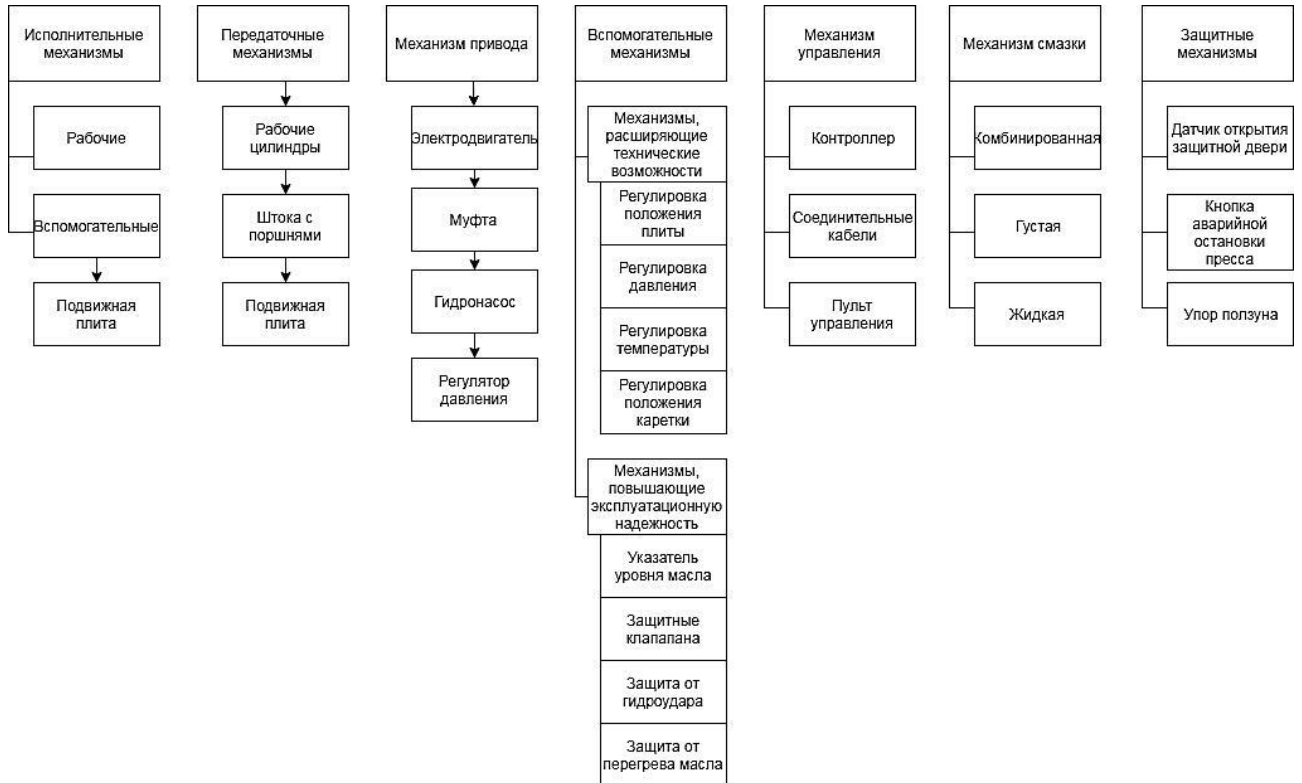 Исполнительные
механизмы
Рабочие
Вспомогательные
Подвижная
плита
Передаточные
механизмы
Рабочие
цилиндры
Штока с
поршнями
Подвижная
плита
Механизм привода
Электродвигатель
Муфта
Гидронасос
Регулятор
давления
Вспомогательные
механизмы
Механизмы,
расширяющие
технические
возможности
Регулировка
положения
плиты
Регулировка
давления
Регулировка
температуры
Регулировка
положения
каретки
Механизмы,
повышающие
эксплуатационную
надежность
Указатель
уровня масла
Защитные
клапапана
Защита от
гидроудара
Защита от
перегрева масла
Механизм
управления
Контроллер
Соединительные
кабели
Пульт
управления
Механизм смазки
Комбинированная
Густая
Жидкая
Защитные
механизмы
Датчик открытия
защитной двери
Кнопка
аварийной
остановки
пресса
Упор ползуна